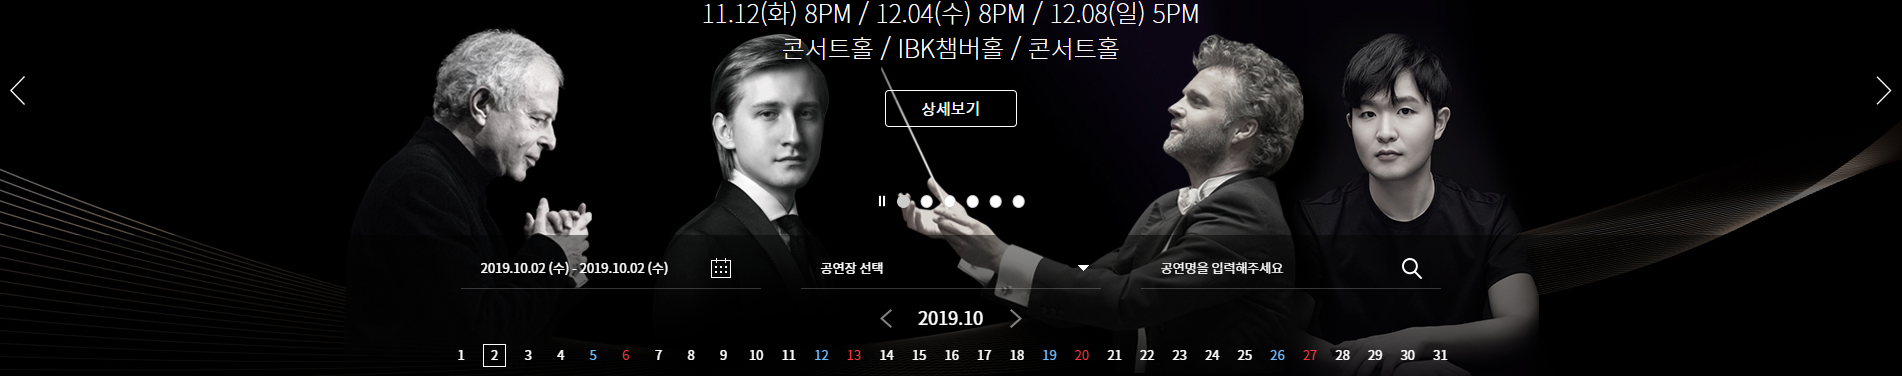 11.12(화) 8PM / 12.04(수) 8PM / 12.08(일) 5PM
콘서트홀 / IBK챔버홀 / 콘서트홀
상세보기
2019.10.02 (수) - 2019.10.02 (수)
공연장 선택
공연명을 입력해주세요
2019.10
1 2 3 4 5 6 7 8 9 10 11 12 13 14 15 16 17 18 19 20 21 22 23 24 25 26 27 28 29 30 31